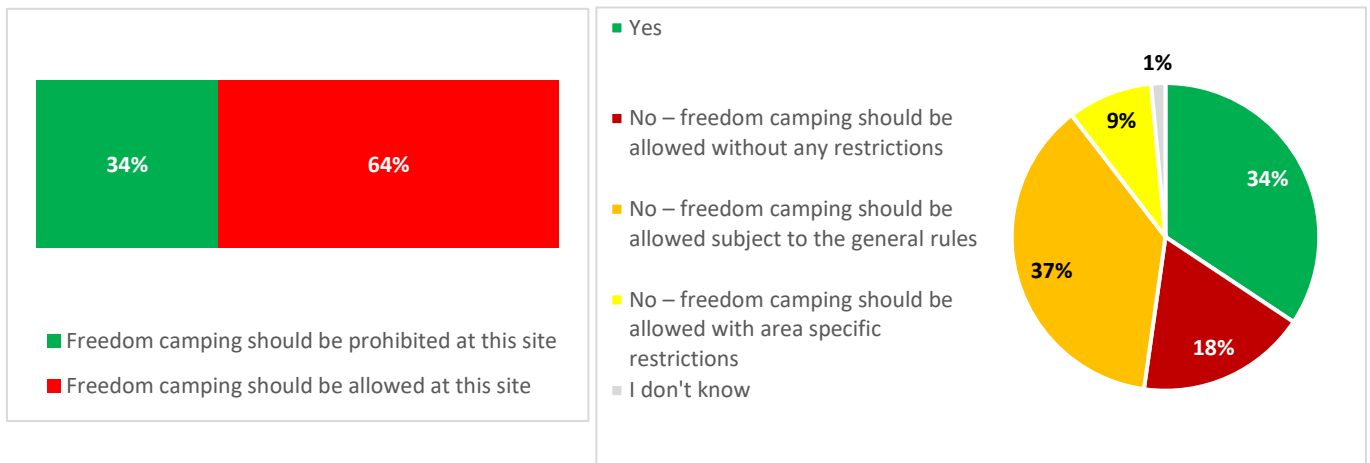 34%
64%
Freedom camping should be prohibited at this site
Freedom camping should be allowed at this site
Yes
No – freedom camping should be
allowed without any restrictions
No – freedom camping should be
allowed subject to the general rules
No – freedom camping should be
allowed with area specific
restrictions
I don't know
1%
9%
34%
37%
18%